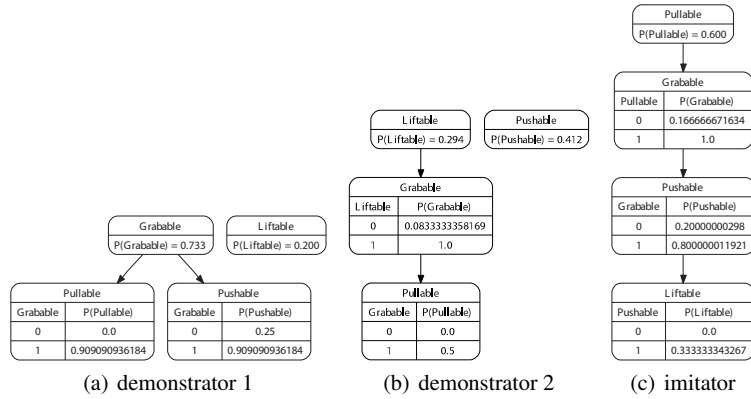 Grabable
P(Grabable) = 0.733
Liftable
P(Liftable) = 0.200
Pullable
Grabable P(Pullable)
0 0.0
1 0.909090936184
Pushable
Grabable P(Pushable)
0 0.25
1 0.909090936184
(a) demonstrator 1
Liftable
P(Liftable) = 0.294
Pushable
P(Pushable) = 0.412
Grabable
Liftable P(Grabable)
0 0.0833333358169
1 1.0
Pullable
Grabable P(Pullable)
0 0.0
1 0.5
(b) demonstrator 2
Pullable
P(Pullable) = 0.600
Grabable
Pullable P(Grabable)
0 0.166666671634
1 1.0
Pushable
Grabable P(Pushable)
0 0.20000000298
1 0.800000011921
Liftable
Pushable P(Liftable)
0 0.0
1 0.333333343267
(c) imitator